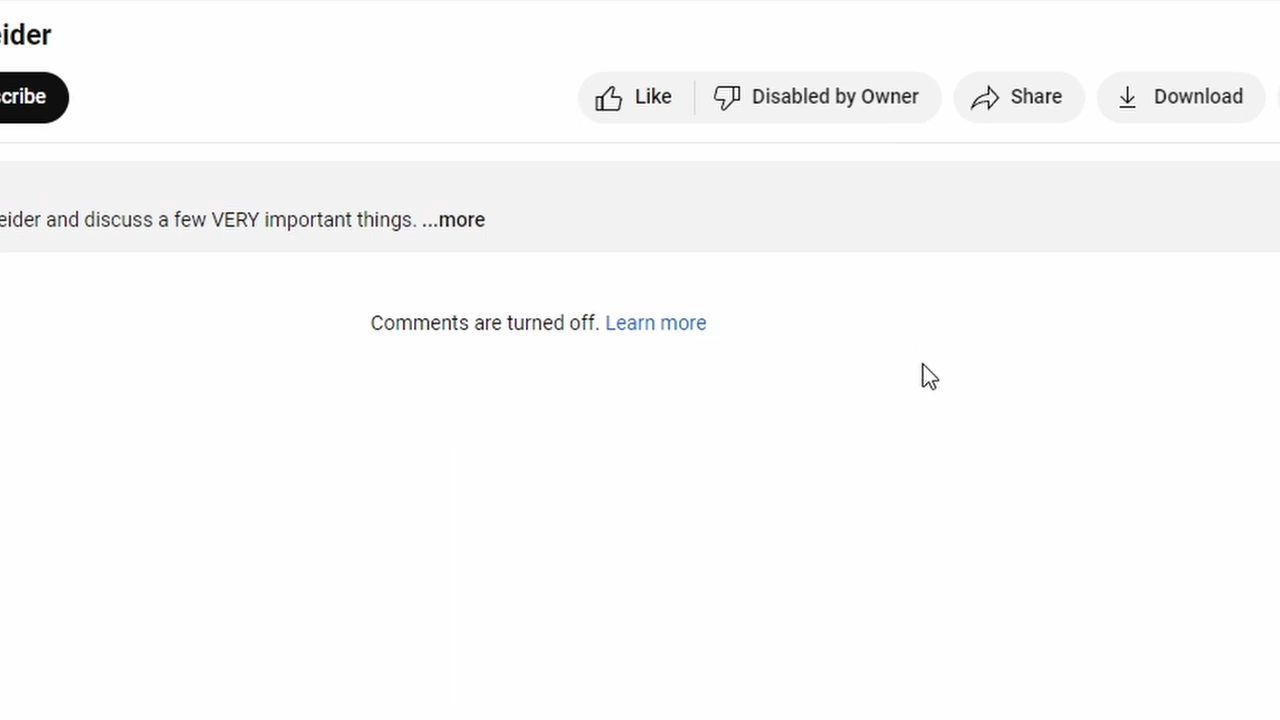 eider
scribe
Like
Disabled by Owner
Share
Download
eider and discuss a few VERY important things. ...more
Comments are turned off. Learn more